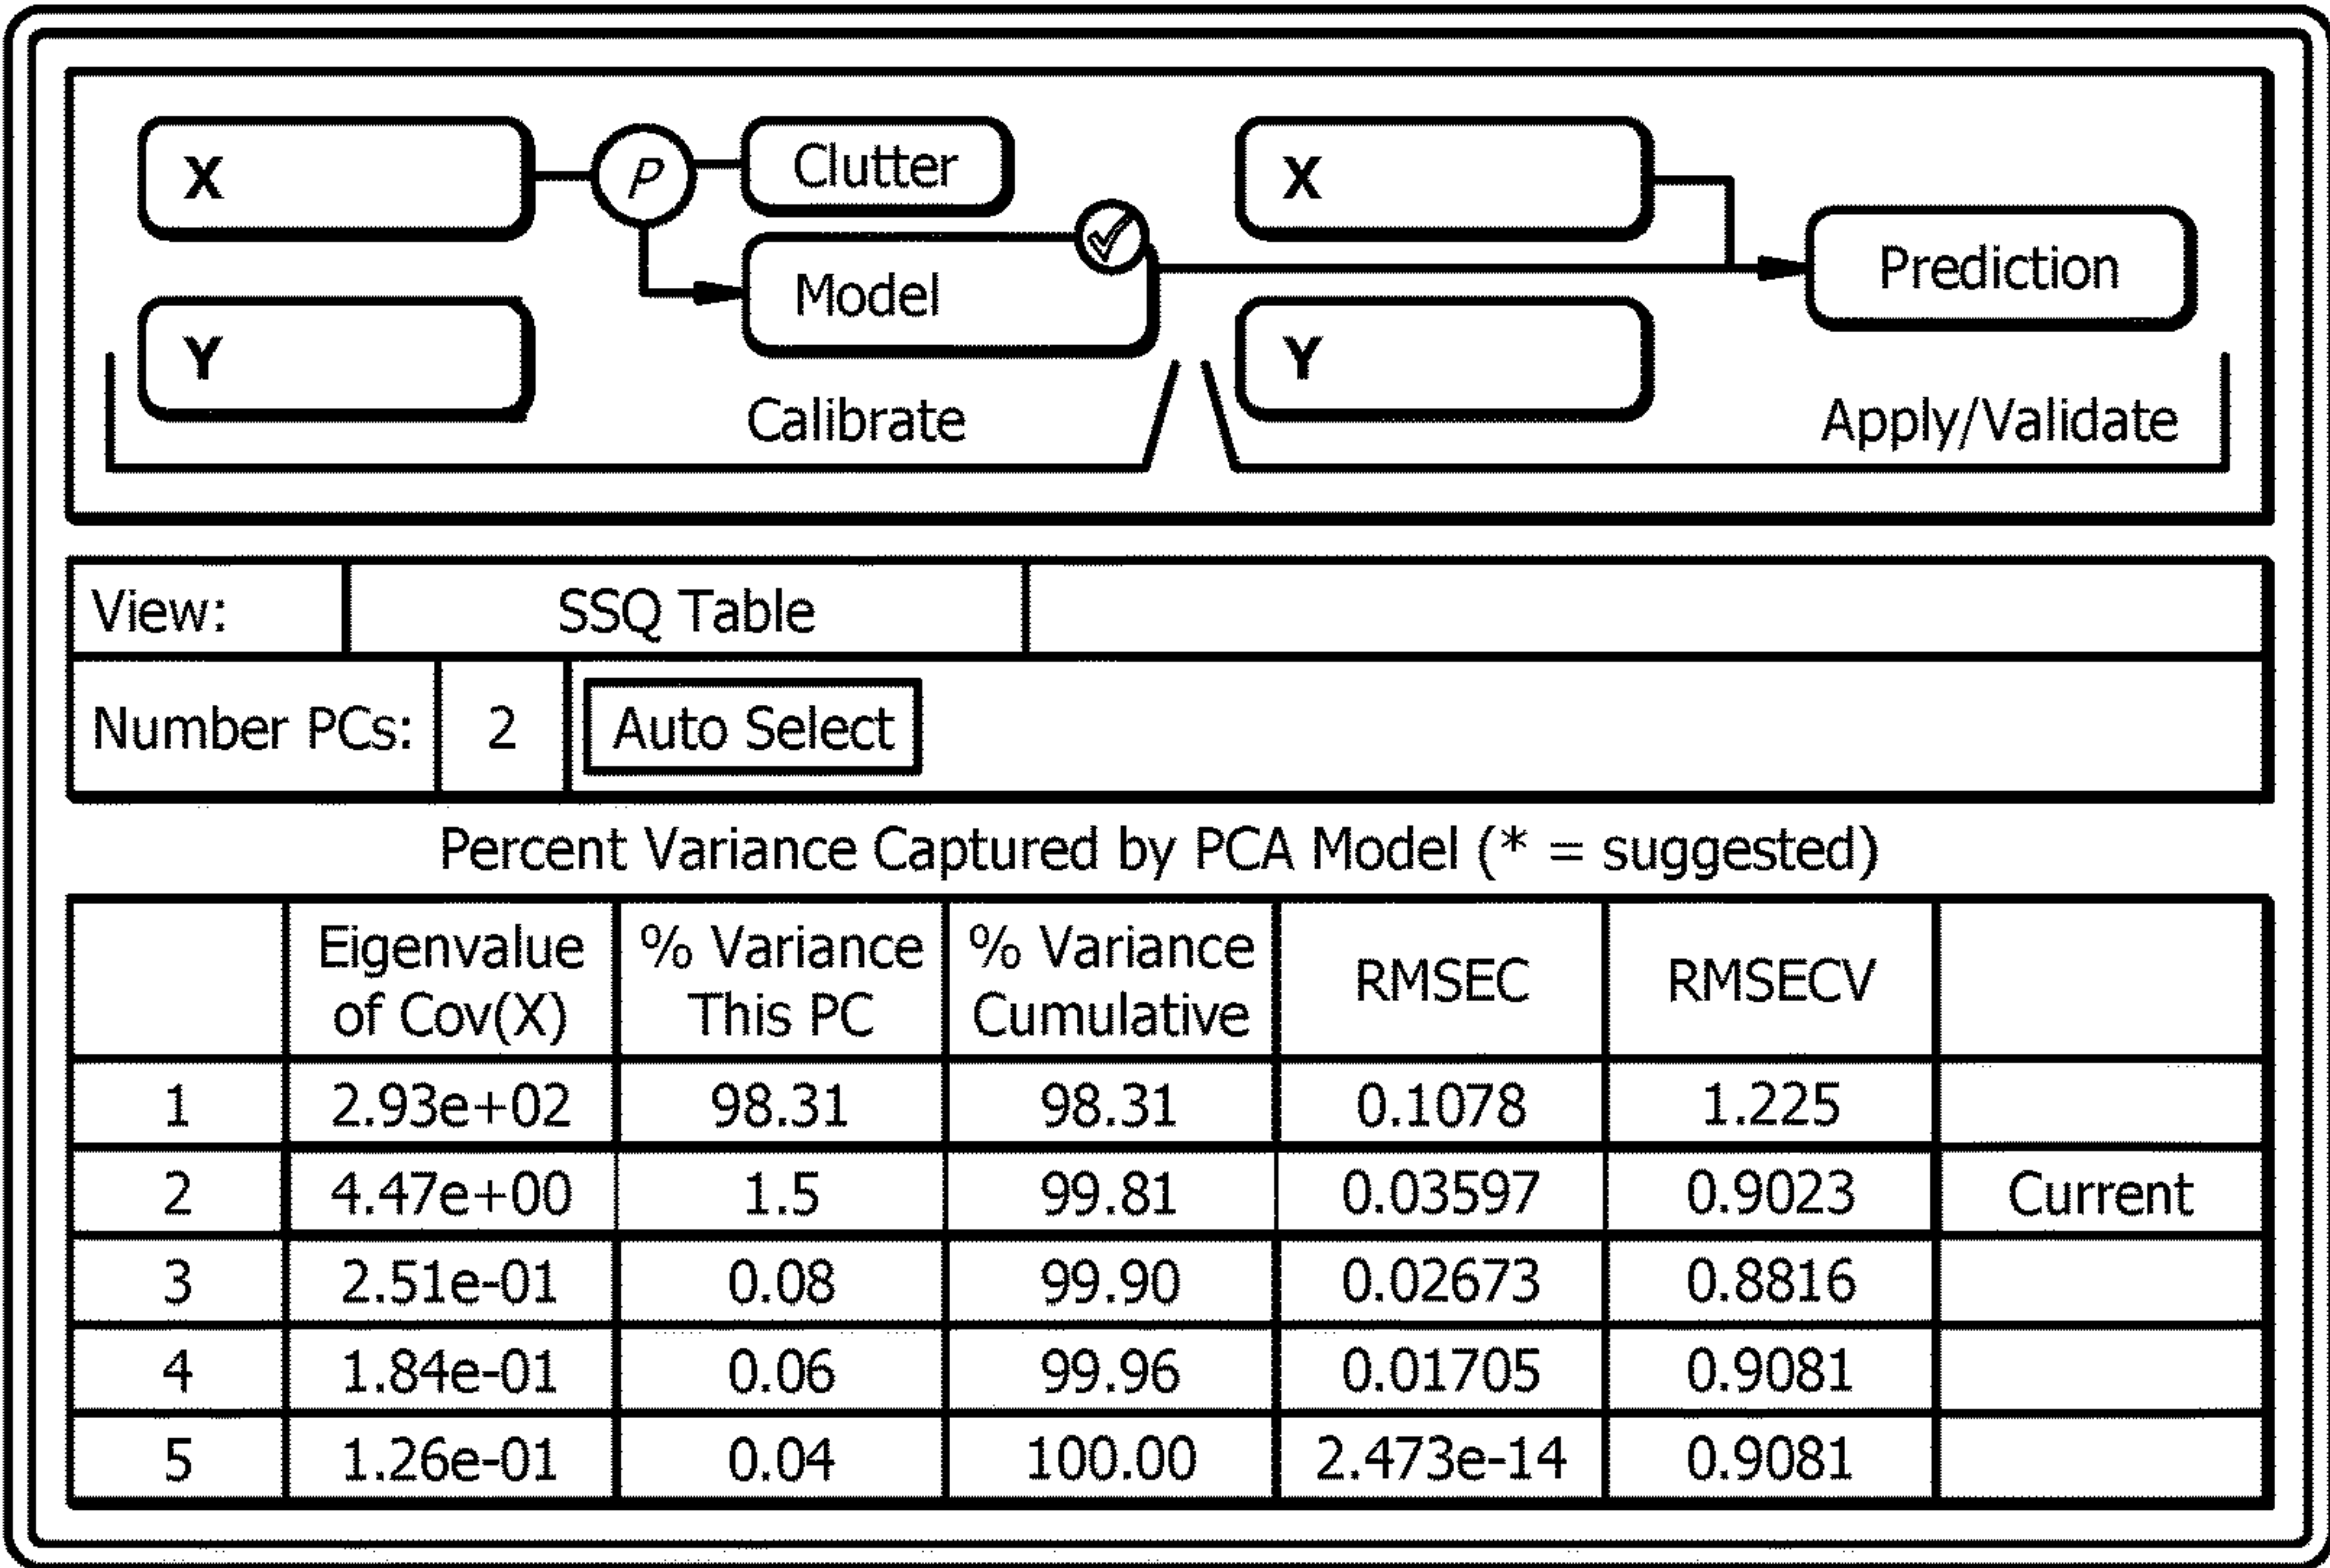 X
P
Clutter
Model
Y
Calibrate
X
Y
Prediction
Apply/Validate
View: SSQ Table
Number PCs: 2 Auto Select
Percent Variance Captured by PCA Model (* = suggested)
Eigenvalue of Cov(X) % Variance This PC % Variance Cumulative RMSEC RMSECV
1 2.93e+02 98.31 98.31 0.1078 1.225
2 4.47e+00 1.5 99.81 0.03597 0.9023 Current
3 2.51e-01 0.08 99.90 0.02673 0.8816
4 1.84e-01 0.06 99.96 0.01705 0.9081
5 1.26e-01 0.04 100.00 2.473e-14 0.9081